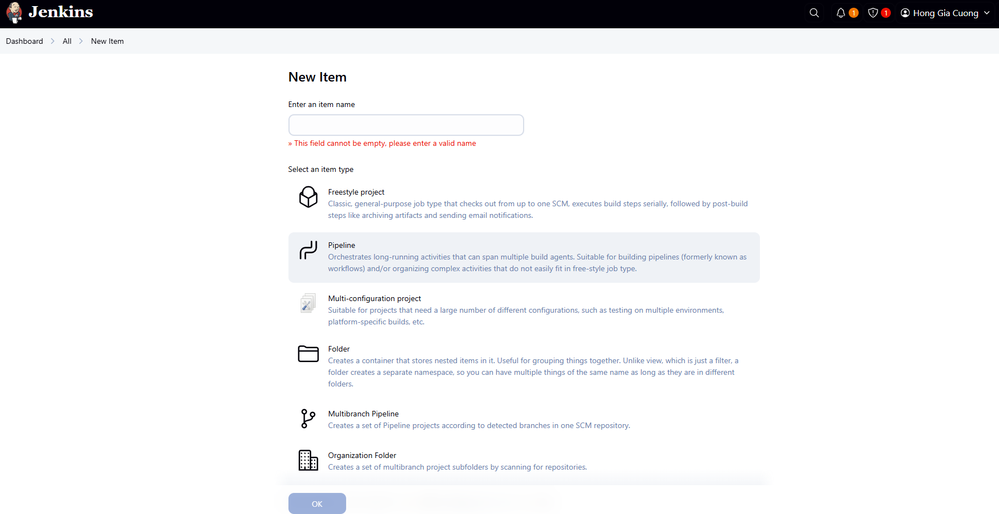 Jenkins
1
1
Hong Gia Cuong
Dashboard
All
New Item
New Item
Enter an item name
» This field cannot be empty, please enter a valid name
Select an item type
Freestyle project
Classic, general-purpose job type that checks out from up to one SCM, executes build steps serially, followed by post-build
steps like archiving artifacts and sending email notifications.
Pipeline
Orchestrates long-running activities that can span multiple build agents. Suitable for building pipelines (formerly known as
workflows) and/or organizing complex activities that do not easily fit in free-style job type.
Multi-configuration project
Suitable for projects that need a large number of different configurations, such as testing on multiple environments,
platform-specific builds, etc.
Folder
Creates a container that stores nested items in it. Useful for grouping things together. Unlike view, which is just a filter, a
folder creates a separate namespace, so you can have multiple things of the same name as long as they are in different
folders.
Multibranch Pipeline
Creates a set of Pipeline projects according to detected branches in one SCM repository.
Organization Folder
Creates a set of multibranch project subfolders by scanning for repositories.
OK